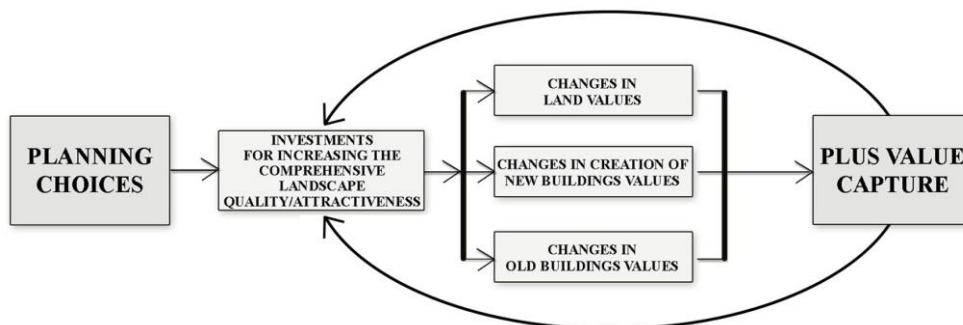 PLANNING
CHOICES
INVESTMENTS
FOR INCREASING THE
COMPREHENSIVE
LANDSCAPE
QUALITY/ATTRACTIVENESS
CHANGES IN
LAND VALUES
CHANGES IN CREATION OF
NEW BUILDINGS VALUES
CHANGES IN
OLD BUILDINGS VALUES
PLUS VALUE
CAPTURE